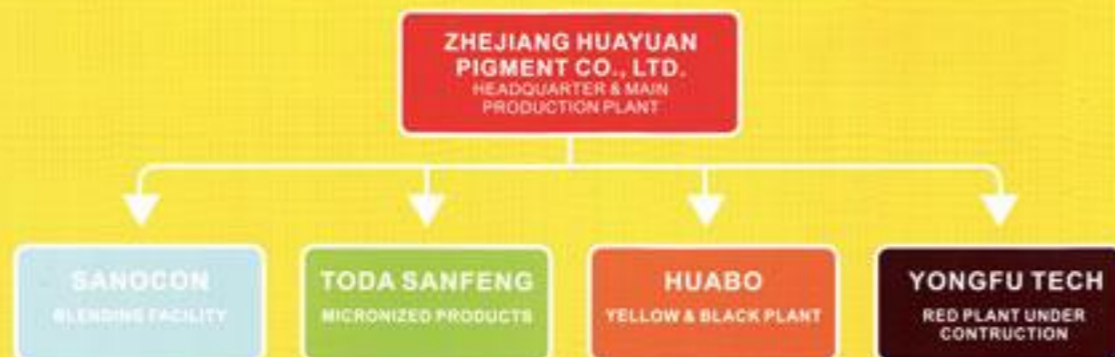 ZHEJIANG HUAYUAN
PIGMENT CO., LTD.
HEADQUARTER & MAIN
PRODUCTION PLANT
SANOCON
BLENDING FACILITY
TODA SANFENG
MICRONIZED PRODUCTS
HUABO
YELLOW & BLACK PLANT
YONGFU TECH
RED PLANT UNDER
CONTRUCTION